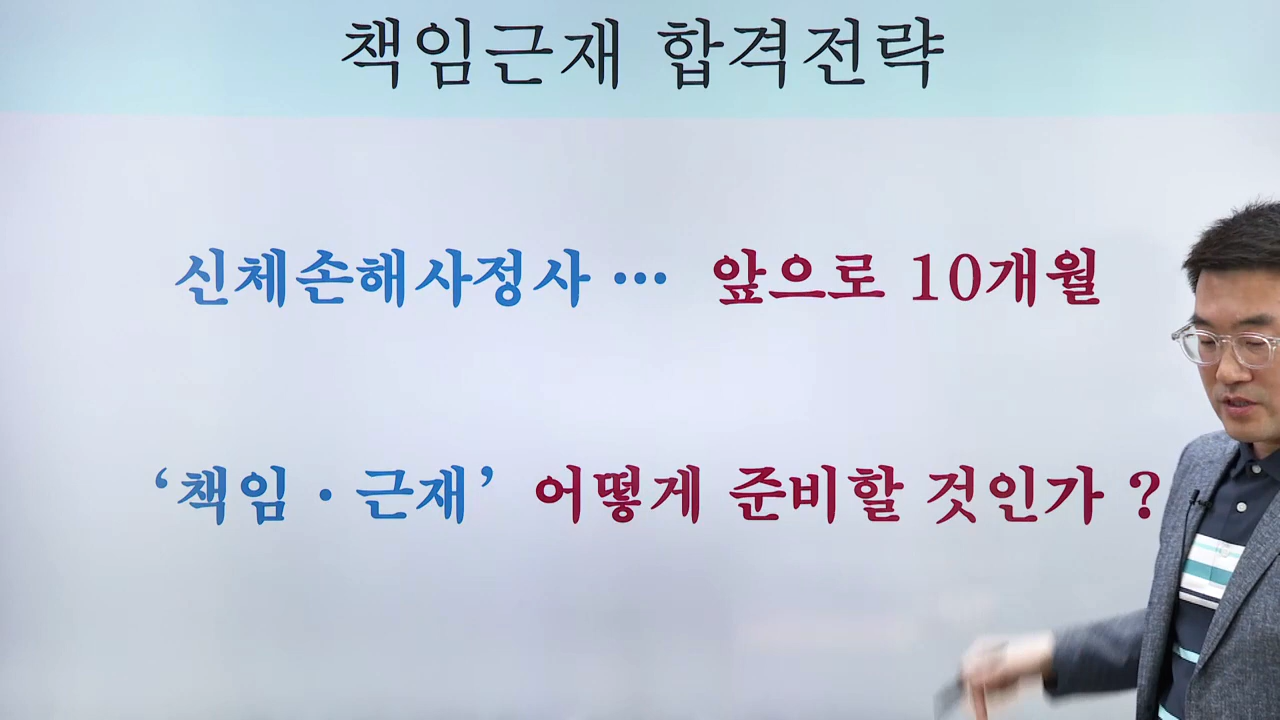 책임근재 합격전략
신체손해사정사 … 앞으로 10개월
‘책임·근재’ 어떻게 준비할 것인가 ?